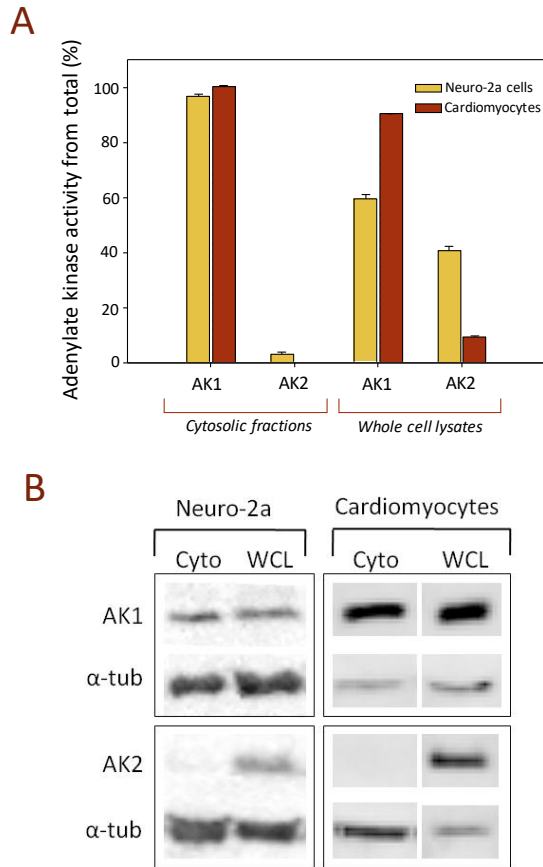 A
Adenylate kinase activity from total (%)
100
80
60
40
20
0
Neuro-2a cells
Cardiomyocytes
AK1 AK2 AK1 AK2
Cytosolic fractions Whole cell lysates
B
Neuro-2a Cardiomyocytes
Cyto WCL Cyto WCL
AK1
α-tub
AK2
α-tub